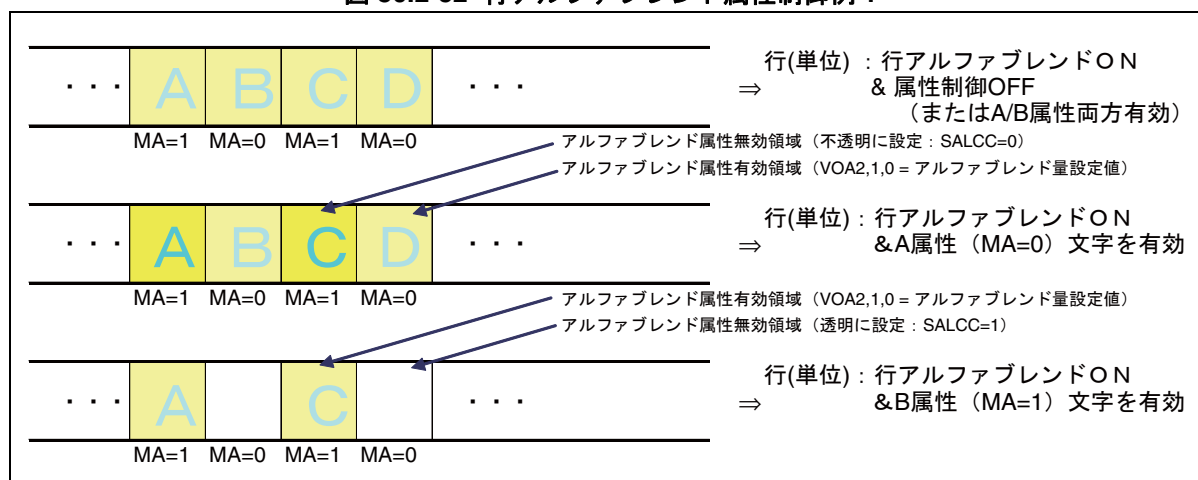 ··· A B C D ···
行(単位) : 行アルファブレンドON
⇒ & 属性制御OFF
(またはA/B属性両方有効)
MA=1 MA=0 MA=1 MA=0
アルファブレンド属性無効領域(不透明に設定:SALCC=0)
アルファブレンド属性有効領域(VOA2,1,0 = アルファブレンド量設定値)
··· A B C D ···
行(単位) : 行アルファブレンドON
⇒ &A属性(MA=0)文字を有効
MA=1 MA=0 MA=1 MA=0
アルファブレンド属性有効領域(VOA2,1,0 = アルファブレンド量設定値)
アルファブレンド属性無効領域(透明に設定:SALCC=1)
··· A C ···
行(単位) : 行アルファブレンドON
⇒ &B属性(MA=1)文字を有効
MA=1 MA=0 MA=1 MA=0